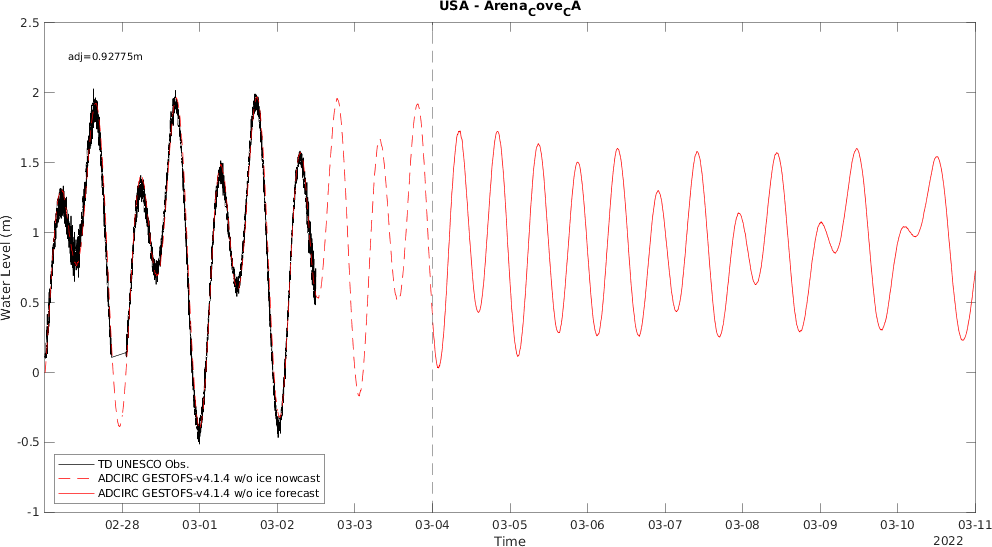 USA - ArenaCoveCA
adj=0.92775m
2.5
2
1.5
1
0.5
0
-0.5
-1
Water Level (m)
TD UNESCO Obs.
ADCIRC GESTOFS-v4.1.4 w/o ice nowcast
ADCIRC GESTOFS-v4.1.4 w/o ice forecast
02-28 03-01 03-02 03-03 03-04 03-05 03-06 03-07 03-08 03-09 03-10 03-11
Time
2022